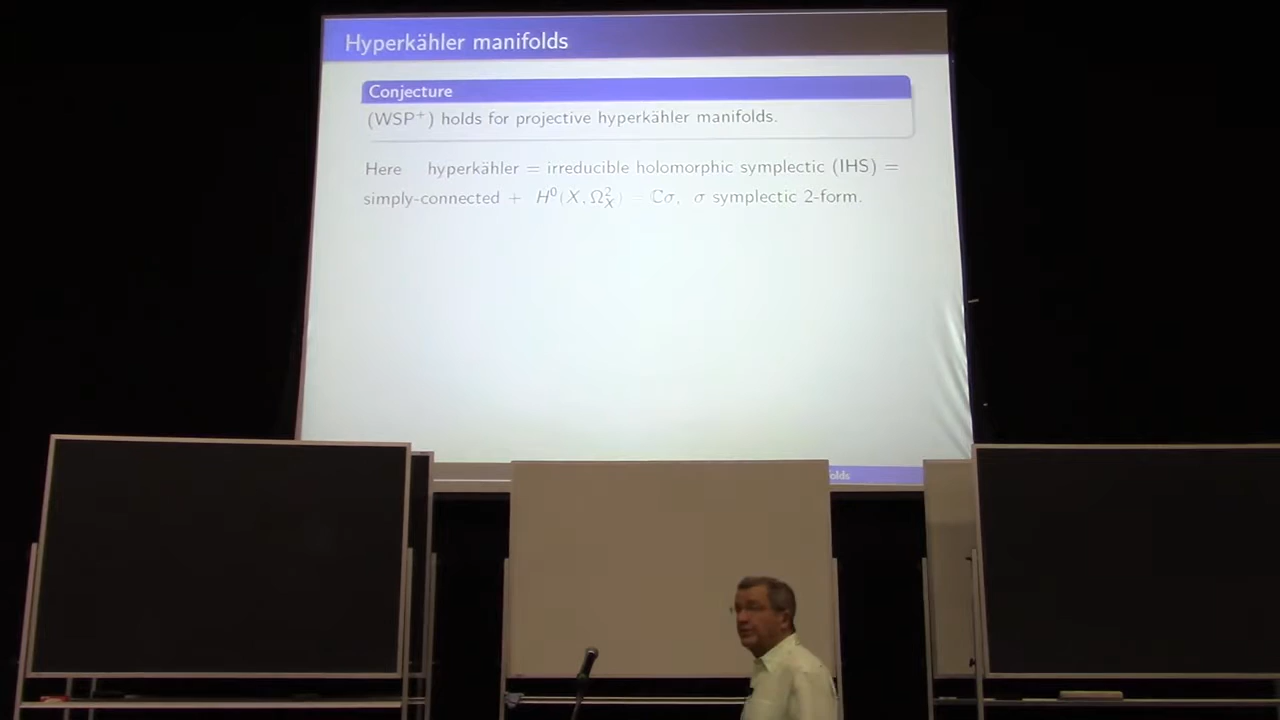 Hyperkähler manifolds
Conjecture
(WSP⁺) holds for projective hyperkähler manifolds.
Here hyperkähler = irreducible holomorphic symplectic (IHS) =
simply-connected + H⁰(X, Ω²_X) = ℂσ, σ symplectic 2-form.